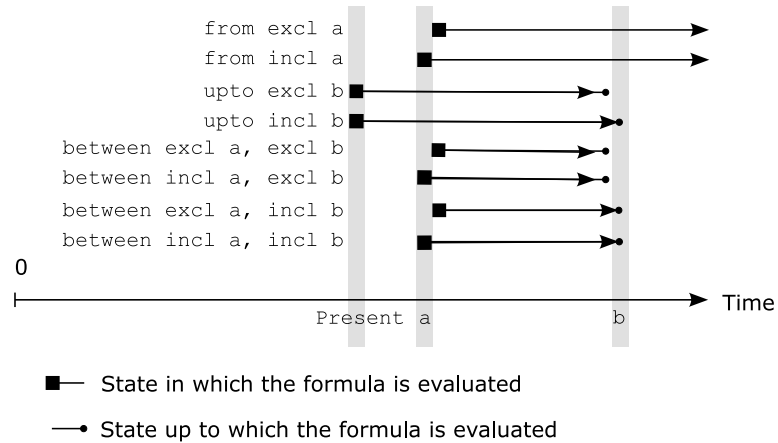 from excl a
from incl a
upto excl b
upto incl b
between excl a, excl b
between incl a, excl b
between excl a, incl b
between incl a, incl b
0
Time
Present a b
State in which the formula is evaluated
State up to which the formula is evaluated